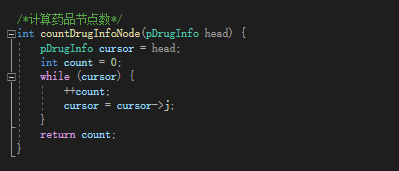 /*计算药品节点数*/
int countDrugInfoNode(pDrugInfo head) {
pDrugInfo cursor = head;
int count = 0;
while (cursor) {
++count;
cursor = cursor->j;
}
return count;
}